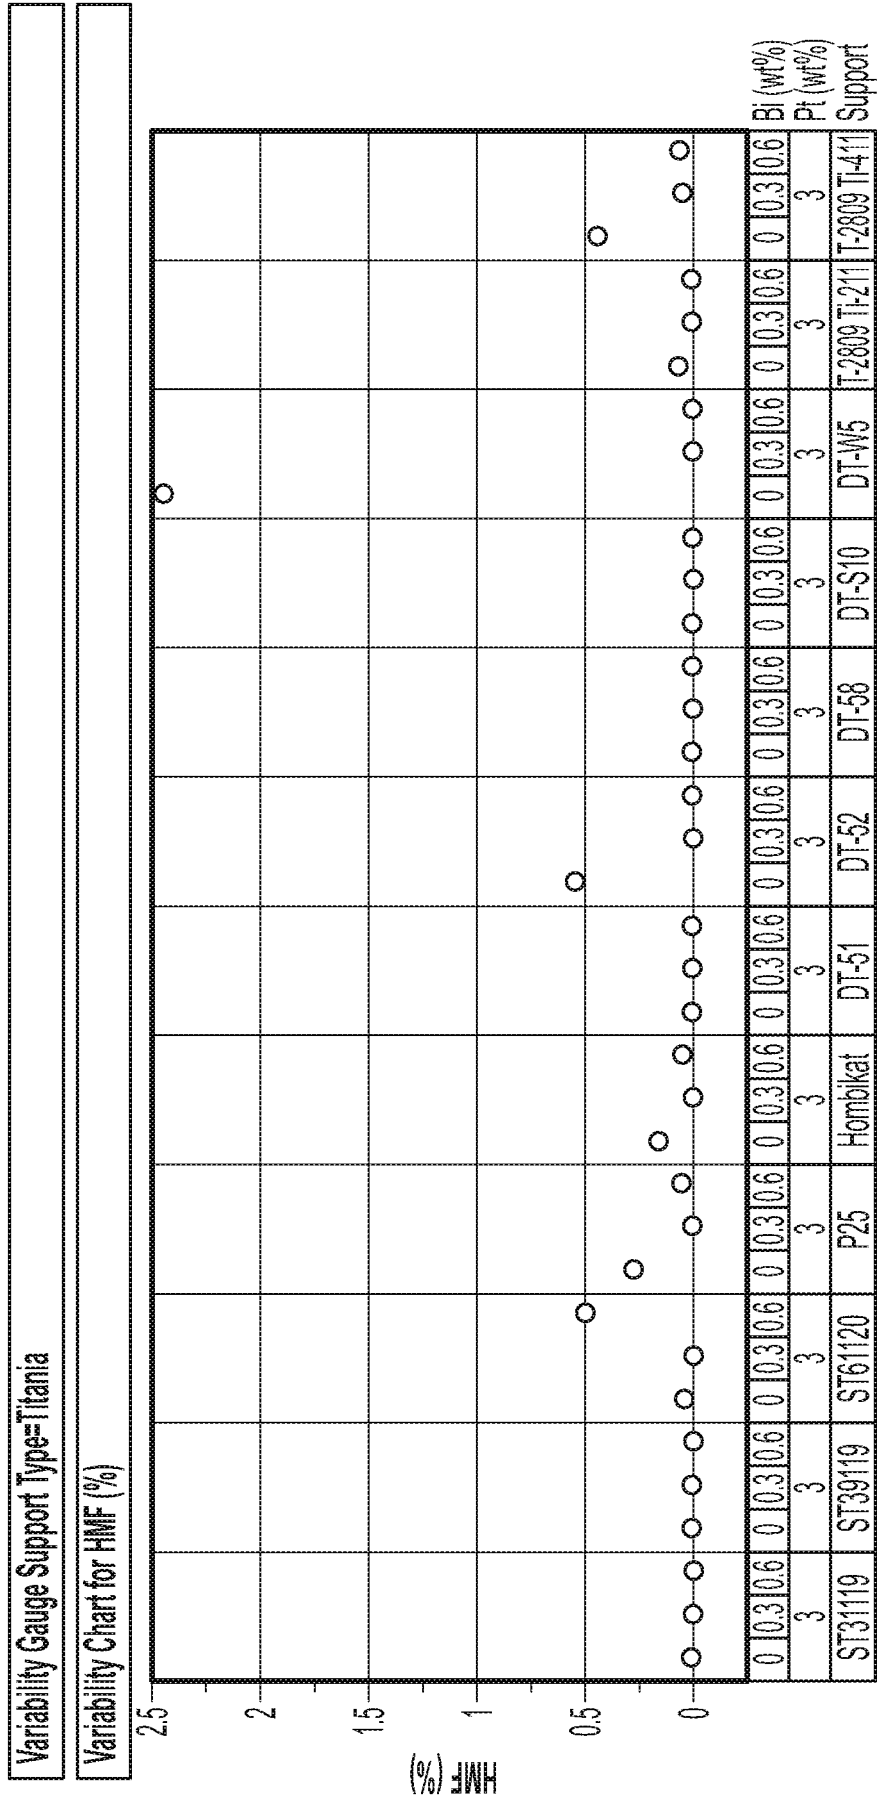 Variability Gauge Support Type=Titania
Variability Chart for HMF (%)
HMF (%)
2.5
2
1.5
1
0.5
0
0 0.3 0.6 0 0.3 0.6 0 0.3 0.6 0 0.3 0.6 0 0.3 0.6 0 0.3 0.6 0 0.3 0.6 0 0.3 0.6 0 0.3 0.6 0 0.3 0.6 0 0.3 0.6 0 0.3 0.6 Bi (wt%)
3 3 3 3 3 3 3 3 3 3 3 3 Pt (wt%)
ST31119 ST39119 ST61120 P25 Hombikat DT-51 DT-52 DT-58 DT-S10 DT-W5 T-2809 Ti-211 T-2809 Ti-411 Support